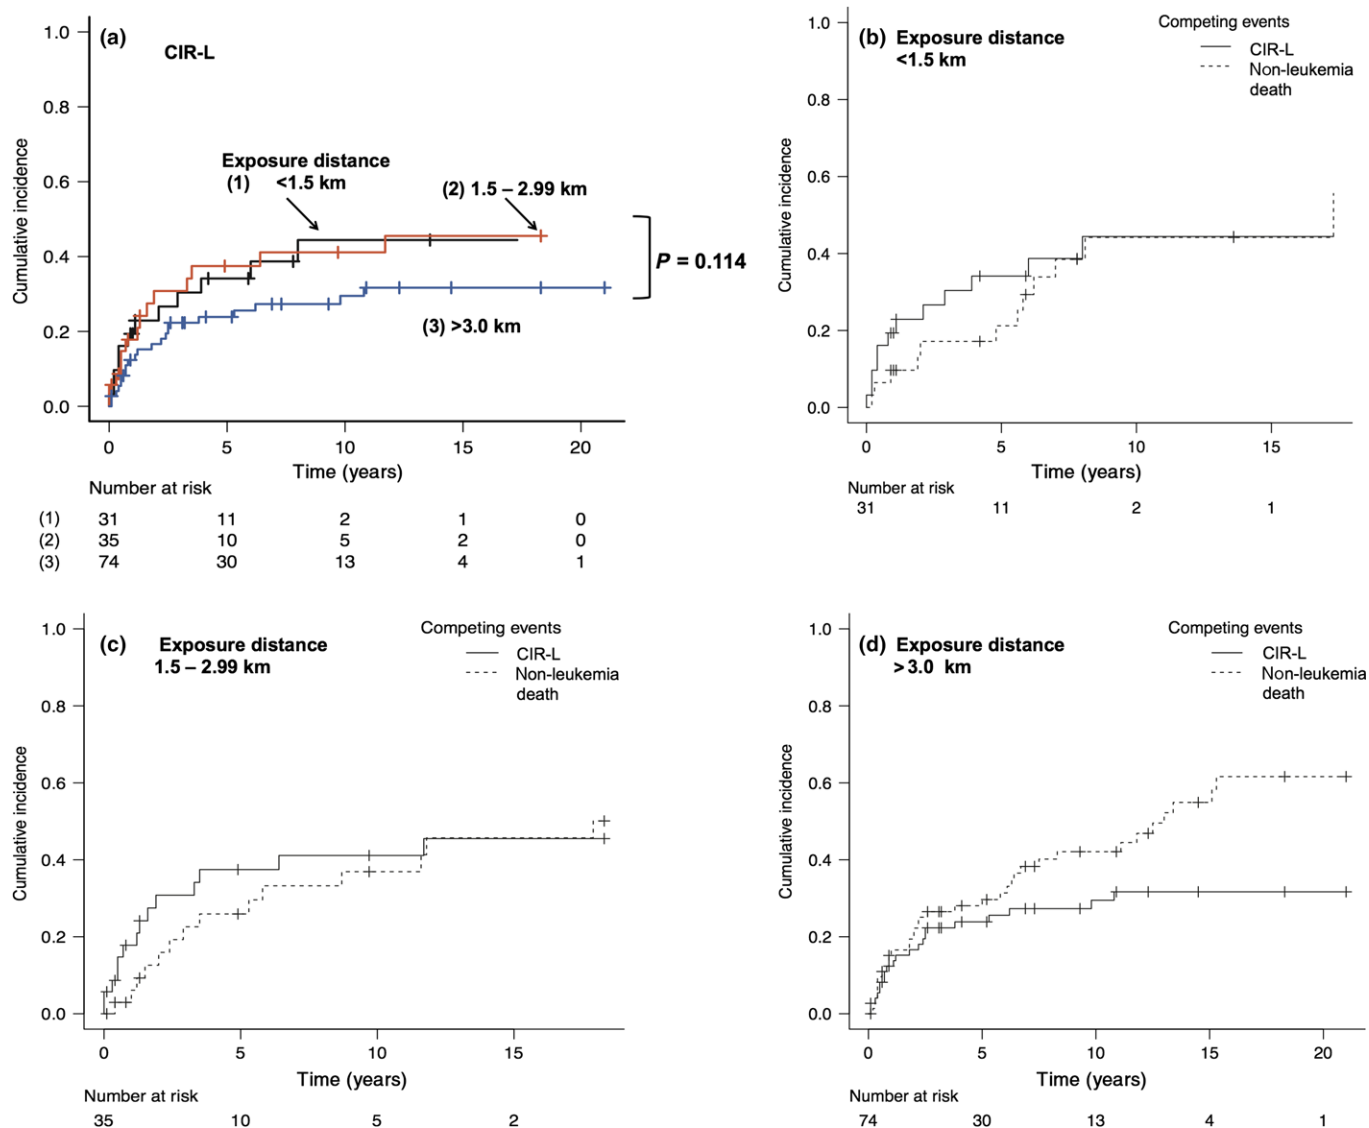 (a)
CIR-L
Cumulative incidence
1.0
0.8
0.6
0.4
0.2
0.0
Exposure distance
(1) <1.5 km
(2) 1.5 – 2.99 km
(3) >3.0 km
P = 0.114
0 5 10 15 20
Time (years)
Number at risk
(1) 31 11 2 1 0
(2) 35 10 5 2 0
(3) 74 30 13 4 1
(b) Exposure distance
<1.5 km
Competing events
CIR-L
Non-leukemia
death
Cumulative incidence
1.0
0.8
0.6
0.4
0.2
0.0
0 5 10 15
Time (years)
Number at risk
31 11 2 1
(c) Exposure distance
1.5 – 2.99 km
Competing events
CIR-L
Non-leukemia
death
Cumulative incidence
1.0
0.8
0.6
0.4
0.2
0.0
0 5 10 15
Time (years)
Number at risk
35 10 5 2
(d) Exposure distance
>3.0 km
Competing events
CIR-L
Non-leukemia
death
Cumulative incidence
1.0
0.8
0.6
0.4
0.2
0.0
0 5 10 15 20
Time (years)
Number at risk
74 30 13 4 1